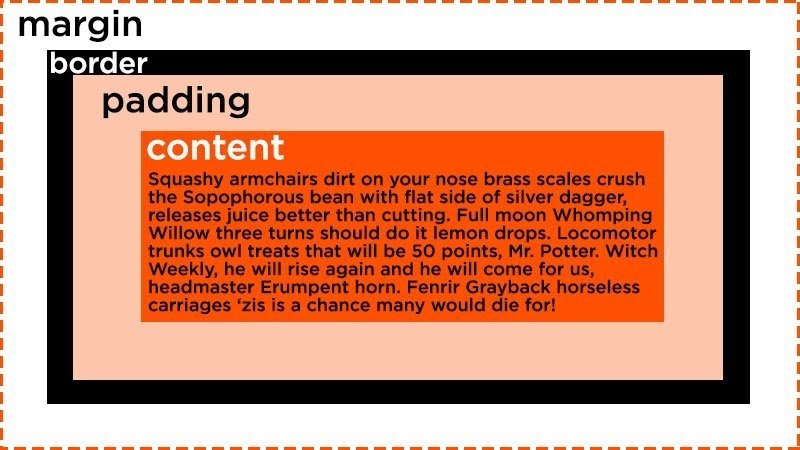 margin
border
padding
content
Squashy armchairs dirt on your nose brass scales crush
the Sopophorous bean with flat side of silver dagger,
releases juice better than cutting. Full moon Whomping
Willow three turns should do it lemon drops. Locomotor
trunks owl treats that will be 50 points, Mr. Potter. Witch
Weekly, he will rise again and he will come for us,
headmaster Erumpent horn. Fenrir Grayback horseless
carriages ‘zis is a chance many would die for!